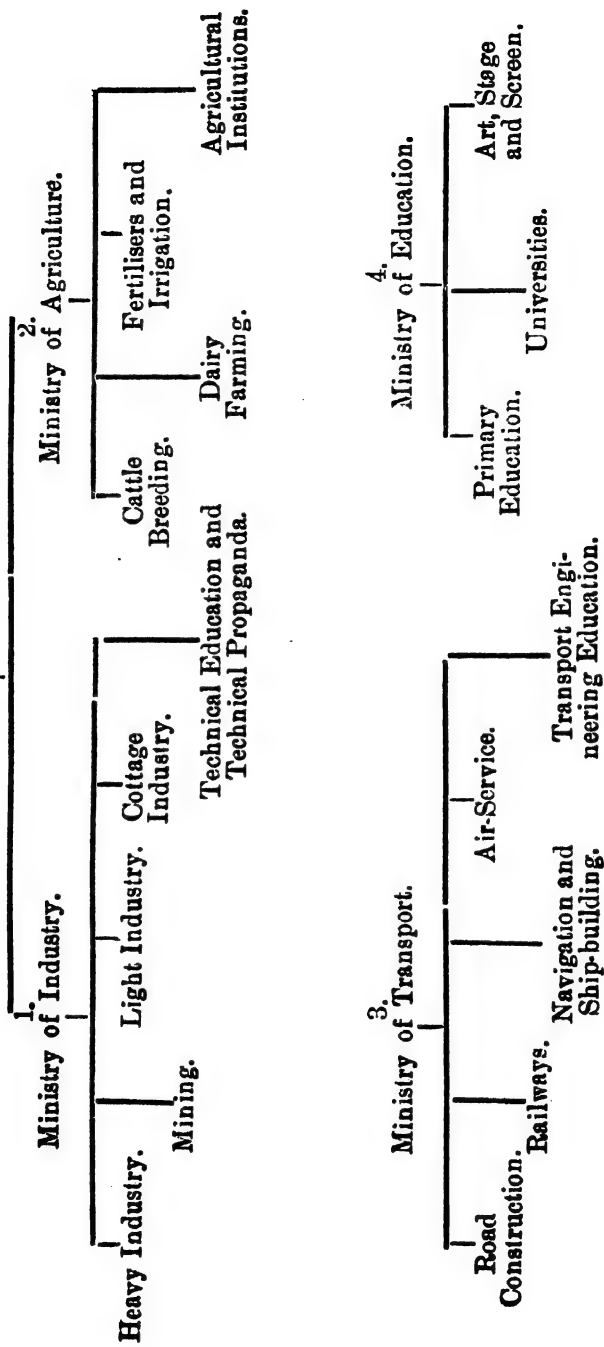 1.
Ministry of Industry.
Heavy Industry.
Mining.
Light Industry.
Cottage
Industry.
Technical Education and
Technical Propaganda.
2.
Ministry of Agriculture.
Cattle
Breeding.
Dairy
Farming.
Fertilisers and
Irrigation.
Agricultural
Institutions.
3.
Ministry of Transport.
Road
Construction.
Railways.
Navigation and
Ship-building.
Air-Service.
Transport Engi-
neering Education.
4.
Ministry of Education.
Primary
Education.
Universities.
Art, Stage
and Screen.